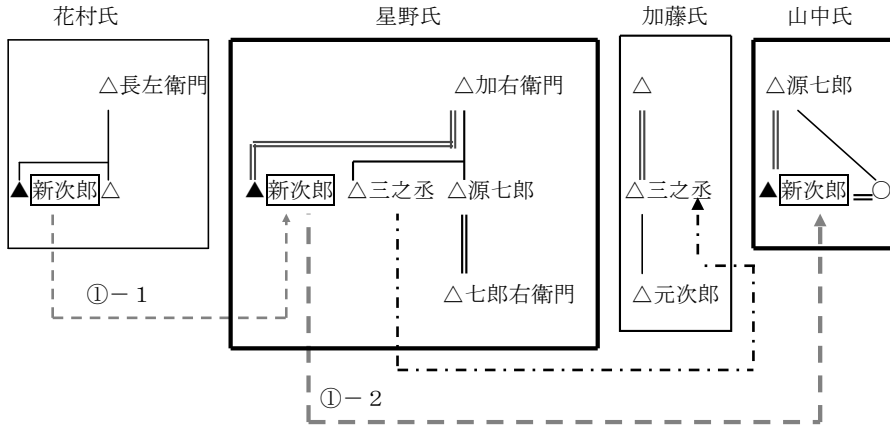 花村氏 星野氏 加藤氏 山中氏
△長左衛門 △加右衛門 △ △源七郎
▲新次郎△ ▲新次郎 △三之丞 △源七郎 △三之丞 ▲新次郎 ○
①－１ △七郎右衛門 △元次郎
①－２